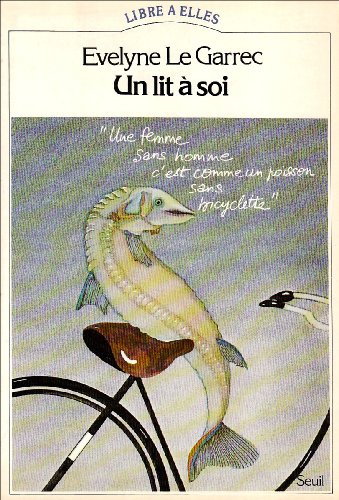 LIBRE A ELLES
Evelyne Le Garrec
Un lit à soi
"Une femme
sans homme
c'est comme un poisson
sans
bicyclette"
Seuil